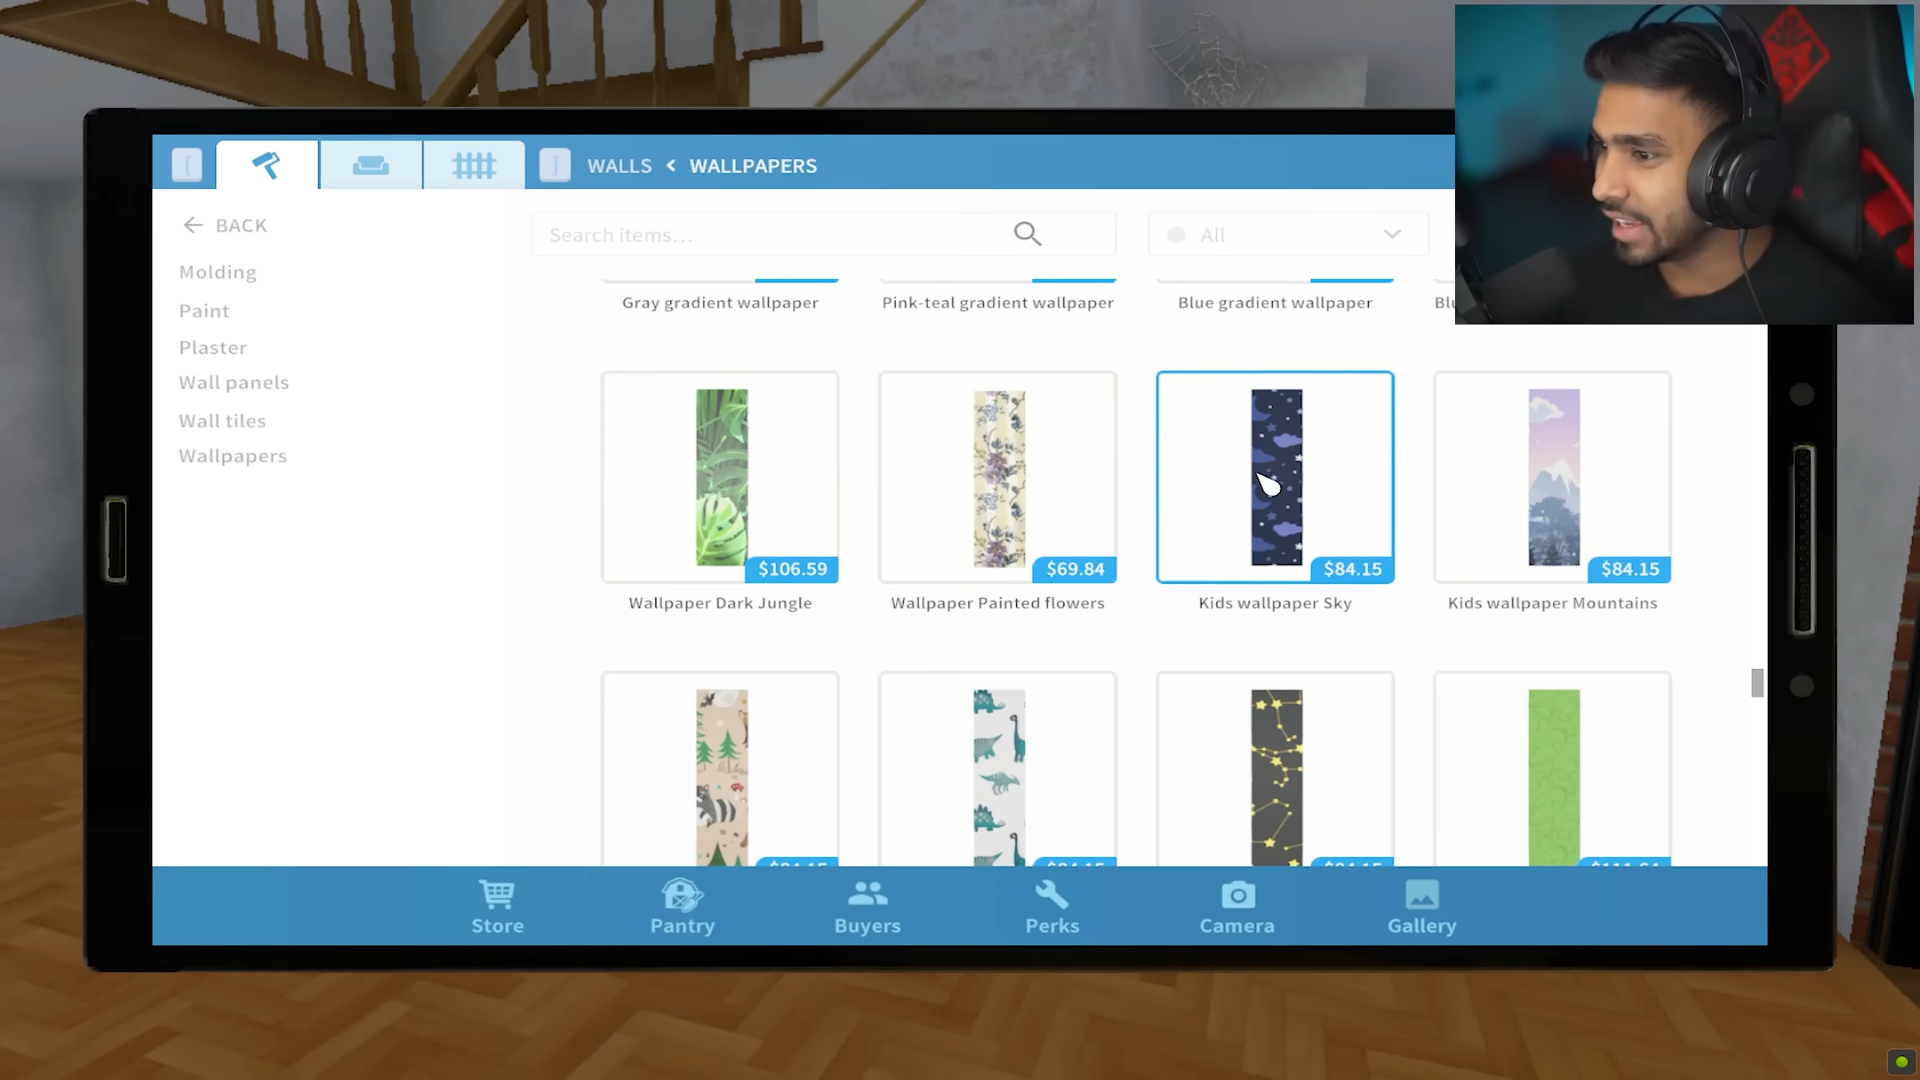 [
]
WALLS < WALLPAPERS
BACK
Molding
Paint
Plaster
Wall panels
Wall tiles
Wallpapers
Search items...
All
Gray gradient wallpaper
Pink-teal gradient wallpaper
Blue gradient wallpaper
$106.59
$69.84
$84.15
$84.15
Wallpaper Dark Jungle
Wallpaper Painted flowers
Kids wallpaper Sky
Kids wallpaper Mountains
Store
Pantry
Buyers
Perks
Camera
Gallery